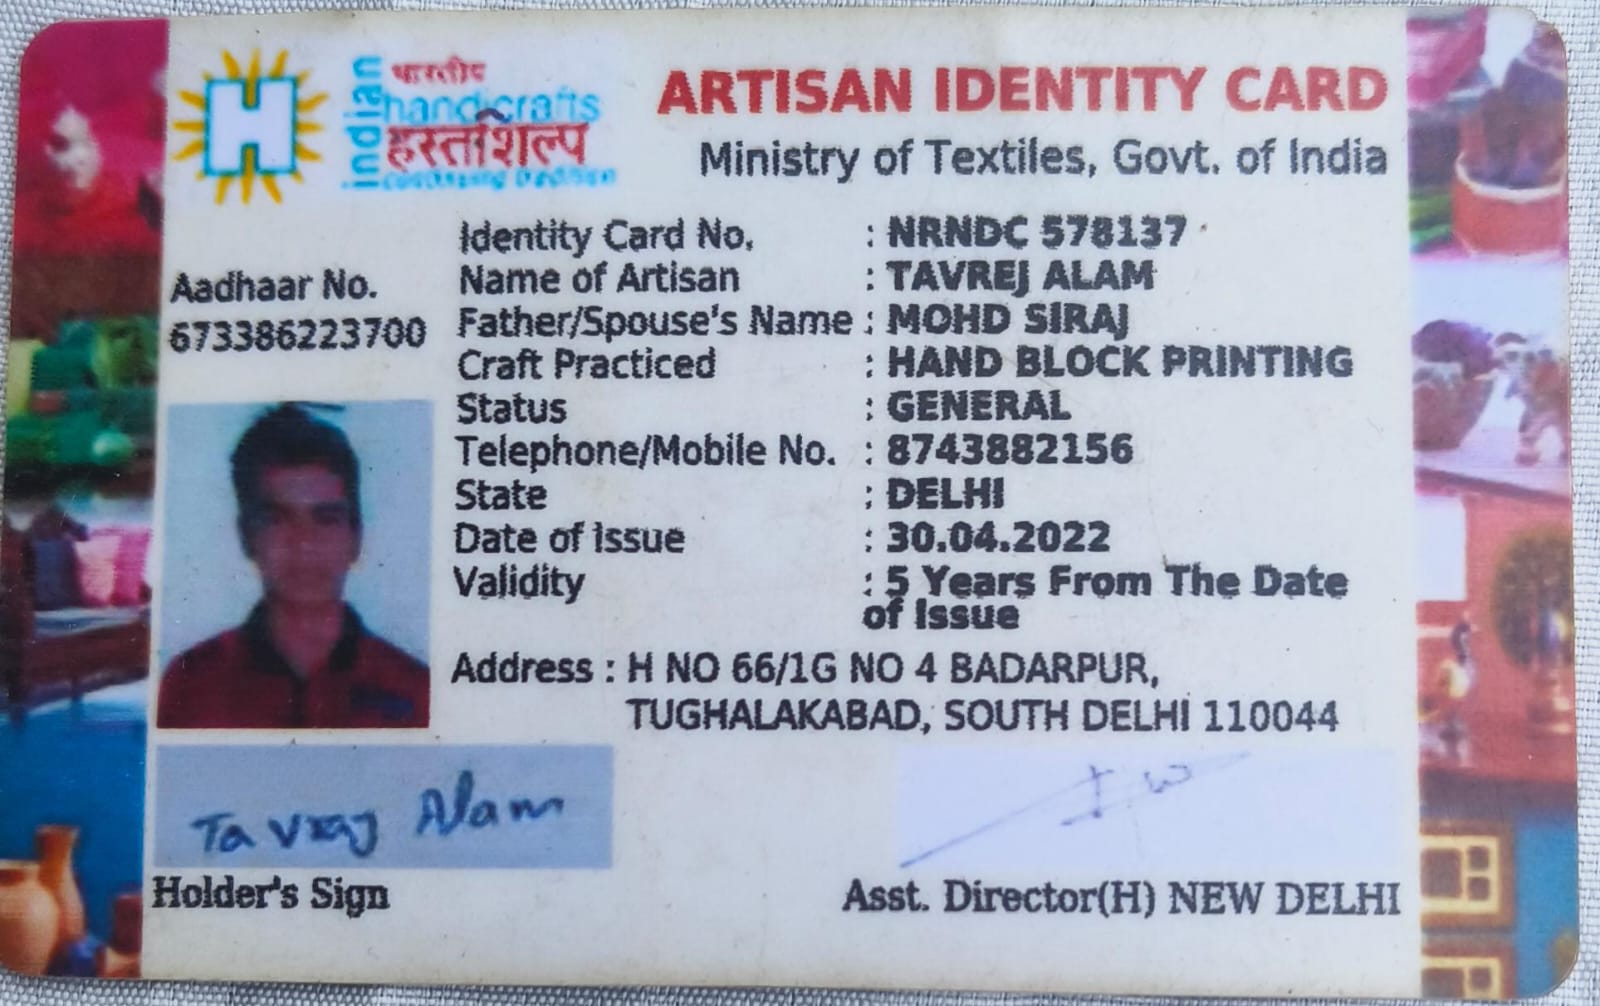 भारतीय
indian handicrafts
हस्तशिल्प
continuing tradition
ARTISAN IDENTITY CARD
Ministry of Textiles, Govt. of India
Aadhaar No.
673386223700
Identity Card No. : NRNDC 578137
Name of Artisan : TAVREJ ALAM
Father/Spouse's Name : MOHD SIRAJ
Craft Practiced : HAND BLOCK PRINTING
Status : GENERAL
Telephone/Mobile No. : 8743882156
State : DELHI
Date of Issue : 30.04.2022
Validity : 5 Years From The Date
of Issue
Address : H NO 66/1G NO 4 BADARPUR,
TUGHALAKABAD, SOUTH DELHI 110044
Tavraj Alam
Holder's Sign
Asst. Director(H) NEW DELHI